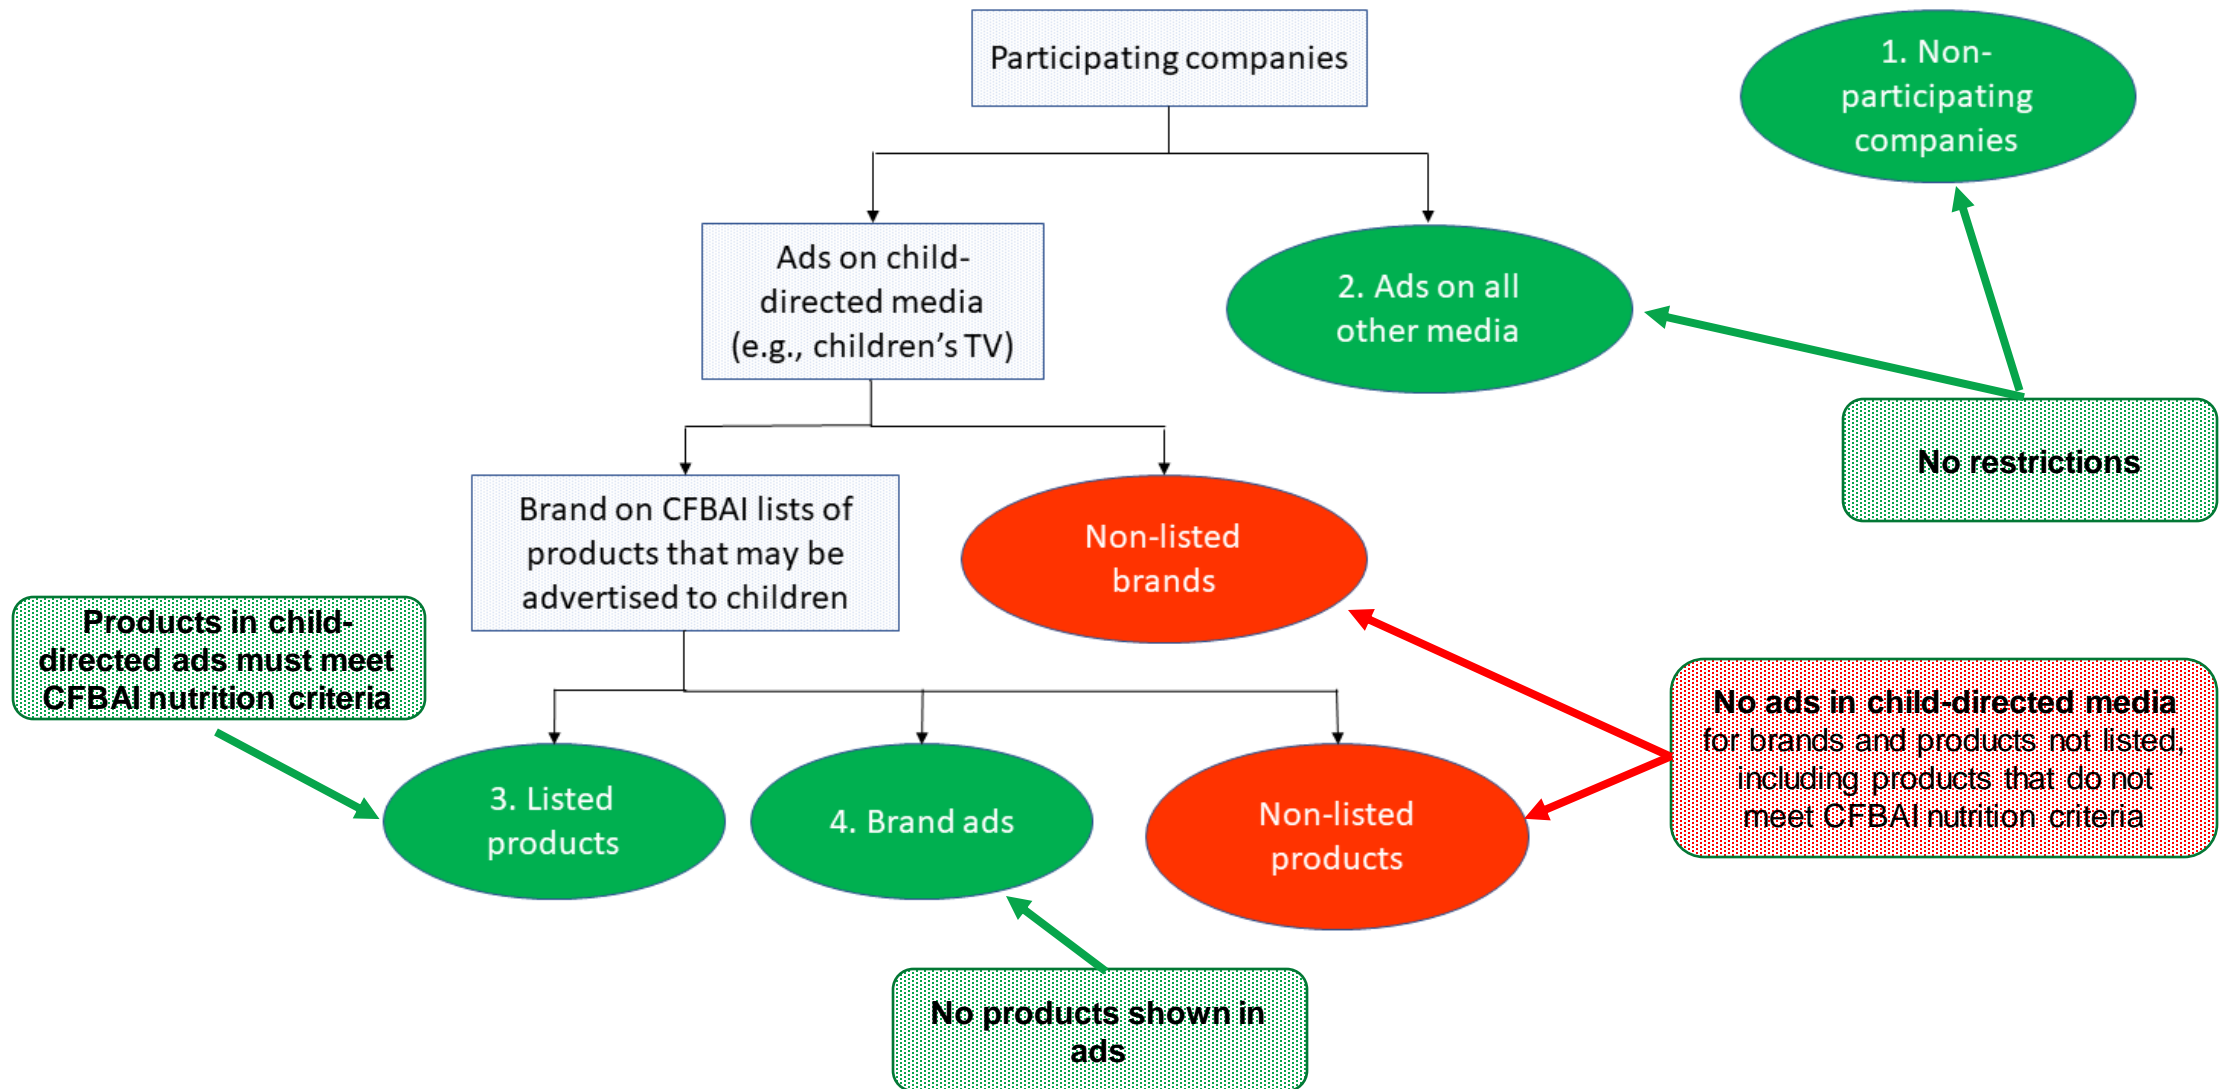 Participating companies
1. Non-
participating
companies
Ads on child-
directed media
(e.g., children's TV)
2. Ads on all
other media
No restrictions
Brand on CFBAI lists of
products that may be
advertised to children
Non-listed
brands
Products in child-
directed ads must meet
CFBAI nutrition criteria
No ads in child-directed media
for brands and products not listed,
including products that do not
meet CFBAI nutrition criteria
3. Listed
products
4. Brand ads
Non-listed
products
No products shown in
ads